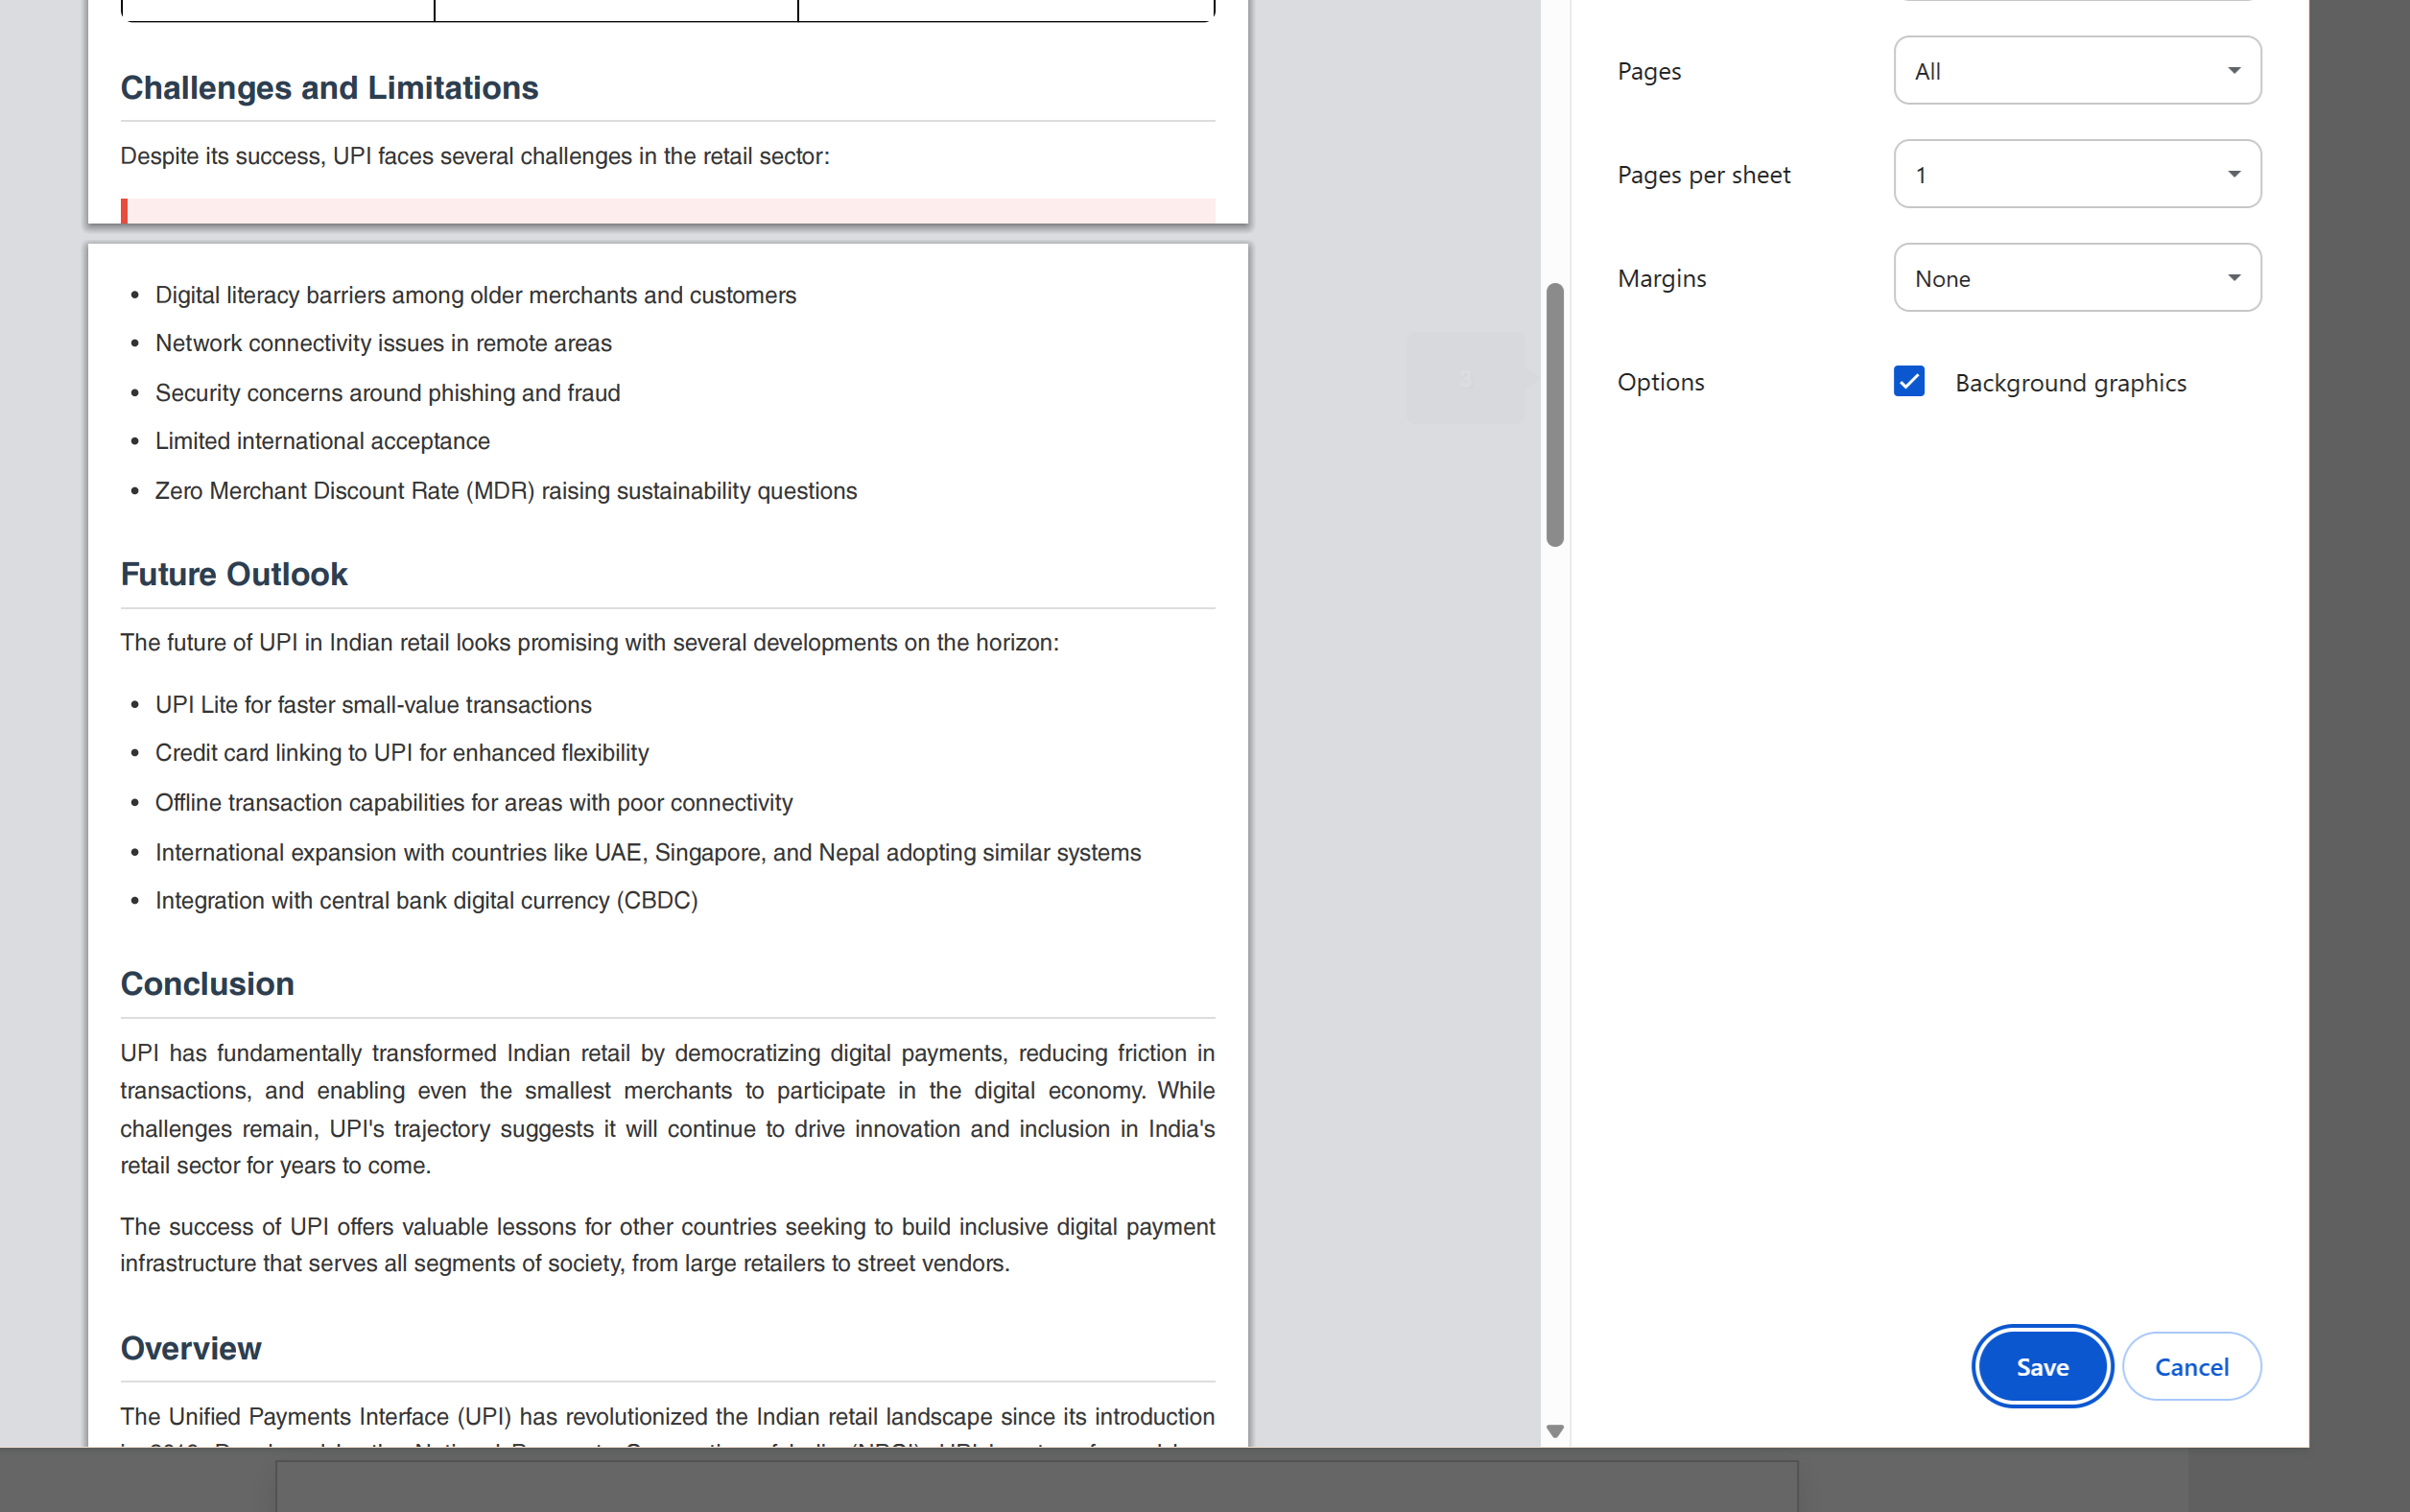 Challenges and Limitations
Despite its success, UPI faces several challenges in the retail sector:
• Digital literacy barriers among older merchants and customers
• Network connectivity issues in remote areas
• Security concerns around phishing and fraud
• Limited international acceptance
• Zero Merchant Discount Rate (MDR) raising sustainability questions
Future Outlook
The future of UPI in Indian retail looks promising with several developments on the horizon:
• UPI Lite for faster small-value transactions
• Credit card linking to UPI for enhanced flexibility
• Offline transaction capabilities for areas with poor connectivity
• International expansion with countries like UAE, Singapore, and Nepal adopting similar systems
• Integration with central bank digital currency (CBDC)
Conclusion
UPI has fundamentally transformed Indian retail by democratizing digital payments, reducing friction in
transactions, and enabling even the smallest merchants to participate in the digital economy. While
challenges remain, UPI's trajectory suggests it will continue to drive innovation and inclusion in India's
retail sector for years to come.
The success of UPI offers valuable lessons for other countries seeking to build inclusive digital payment
infrastructure that serves all segments of society, from large retailers to street vendors.
Overview
The Unified Payments Interface (UPI) has revolutionized the Indian retail landscape since its introduction
3
Pages
All
Pages per sheet
1
Margins
None
Options
Background graphics
Save
Cancel